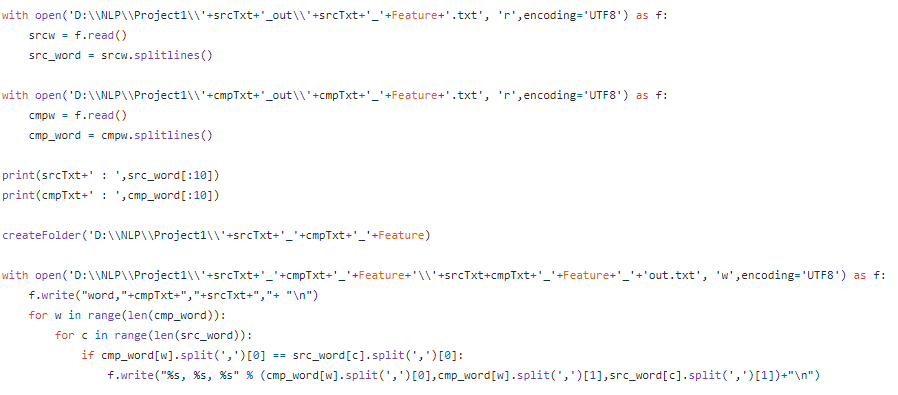 with open('D:\\NLP\\Project1\\'+srcTxt+'_out\\'+srcTxt+'_'+Feature+'.txt', 'r',encoding='UTF8') as f:
    srcw = f.read()
    src_word = srcw.splitlines()

with open('D:\\NLP\\Project1\\'+cmpTxt+'_out\\'+cmpTxt+'_'+Feature+'.txt', 'r',encoding='UTF8') as f:
    cmpw = f.read()
    cmp_word = cmpw.splitlines()

print(srcTxt+' : ',src_word[:10])
print(cmpTxt+' : ',cmp_word[:10])

createFolder('D:\\NLP\\Project1\\'+srcTxt+'_'+cmpTxt+'_'+Feature)

with open('D:\\NLP\\Project1\\'+srcTxt+'_'+cmpTxt+'_'+Feature+'\\'+srcTxt+cmpTxt+'_'+Feature+'_'+'out.txt', 'w',encoding='UTF8') as f:
    f.write("word,"+cmpTxt+","+srcTxt+","+ "\n")
    for w in range(len(cmp_word)):
        for c in range(len(src_word)):
            if cmp_word[w].split(',')[0] == src_word[c].split(',')[0]:
                f.write("%s, %s, %s" % (cmp_word[w].split(',')[0],cmp_word[w].split(',')[1],src_word[c].split(',')[1])+"\n")